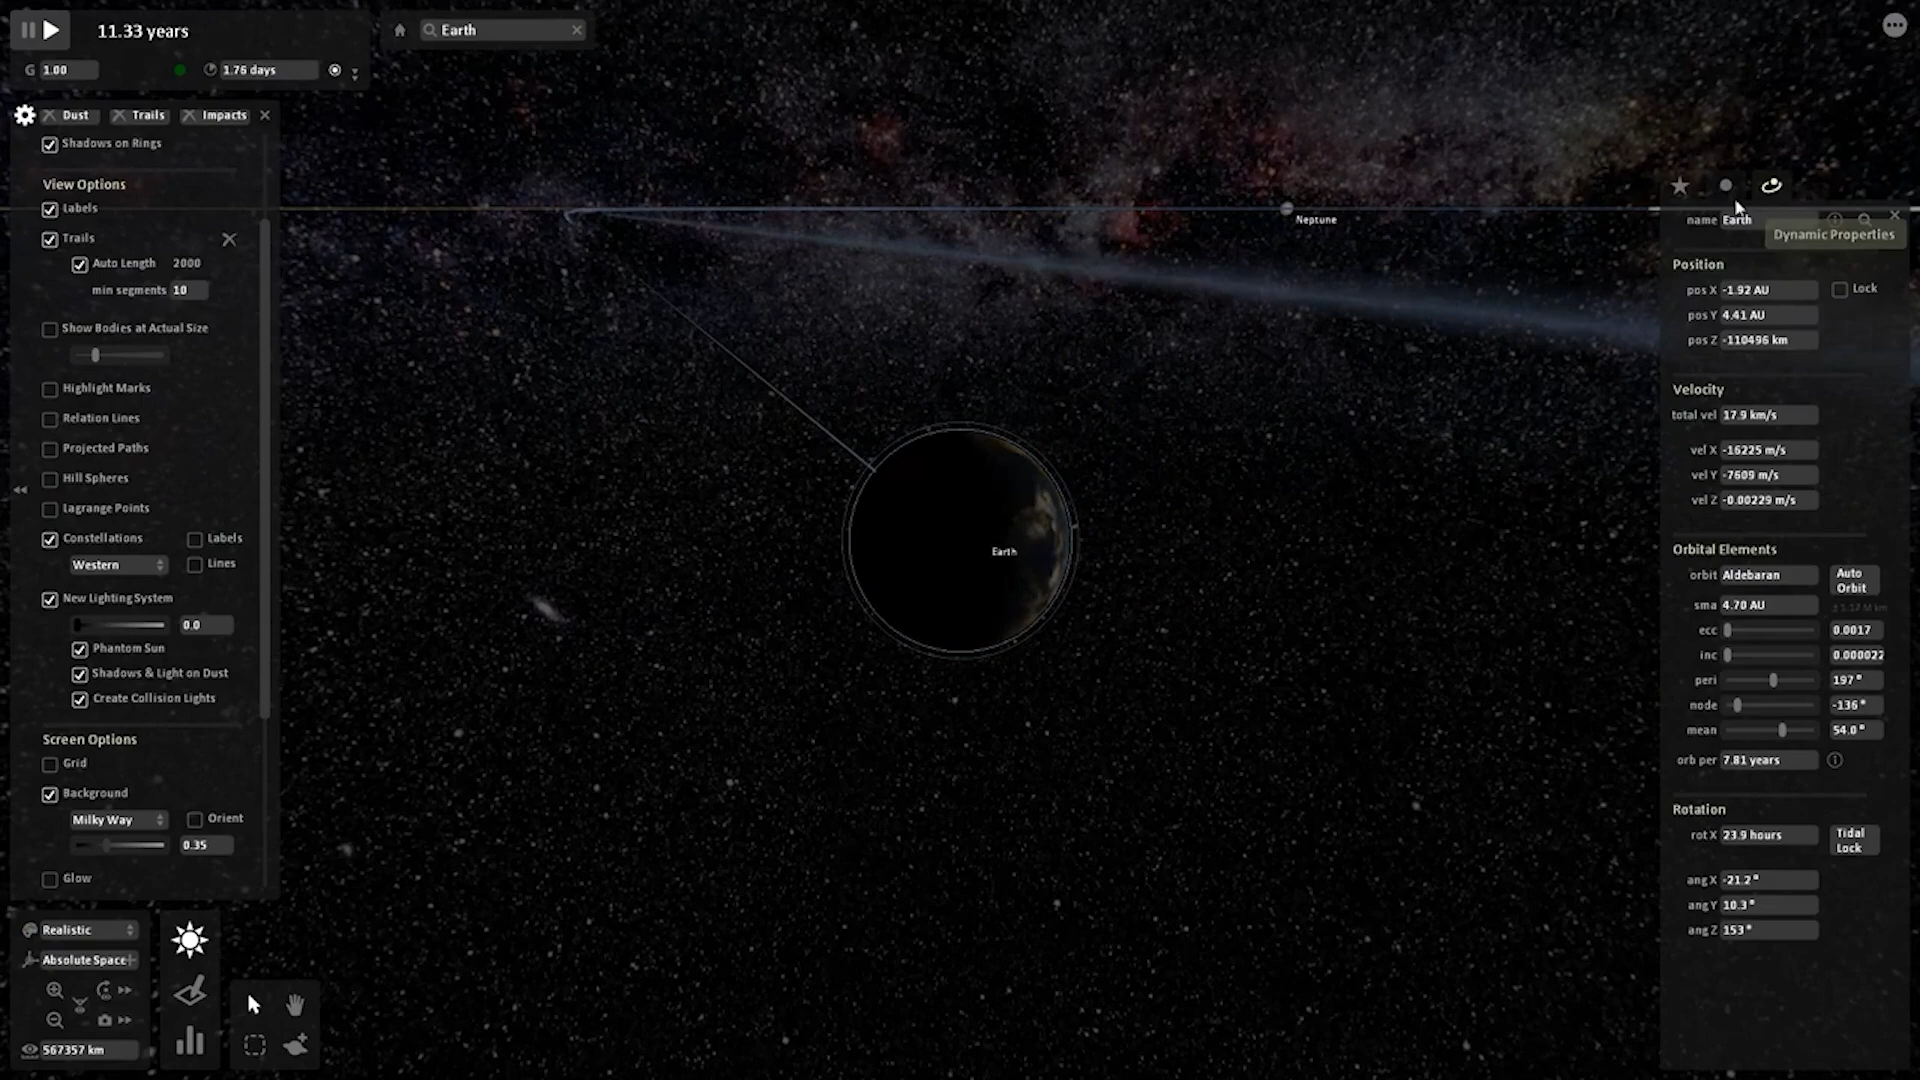 11.33 years
Earth
G 1.00
1.76 days
Dust
Trails
Impacts
Shadows on Rings
View Options
Labels
Trails
Auto Length 2000
min segments 10
Show Bodies at Actual Size
Highlight Marks
Relation Lines
Projected Paths
Hill Spheres
Lagrange Points
Constellations
Labels
Western
Lines
New Lighting System
0.0
Phantom Sun
Shadows & Light on Dust
Create Collision Lights
Screen Options
Grid
Background
Milky Way
Orient
0.35
Glow
Realistic
Absolute Space
567357 km
Neptune
Earth
name Earth
Dynamic Properties
Position
pos X -1.92 AU
Lock
pos Y 4.41 AU
pos Z -110496 km
Velocity
total vel 17.9 km/s
vel X -16225 m/s
vel Y -7609 m/s
vel Z -0.00229 m/s
Orbital Elements
orbit Aldebaran
Auto
Orbit
sma 4.70 AU
ecc 0.0017
inc 0.000022
peri 197°
node -136°
mean 54.0°
orb per 7.81 years
Rotation
rot X 23.9 hours
Tidal
Lock
ang X -21.2°
ang Y 10.3°
ang Z 153°